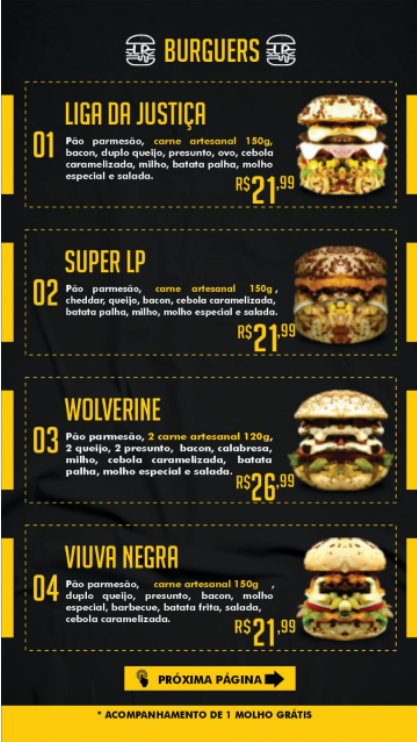 BURGUERS
LIGA DA JUSTIÇA
01
Pão parmesão, carne artesanal 150g,
bacon, duplo queijo, presunto, ovo, cebola
caramelizada, milho, batata palha, molho
especial e salada.
R$21,99
SUPER LP
02
Pão parmesão, carne artesanal 150g,
cheddar, queijo, bacon, cebola caramelizada,
batata palha, milho, molho especial e salada.
R$21,99
WOLVERINE
03
Pão parmesão, 2 carne artesanal 120g,
2 queijo, 2 presunto, bacon, calabresa,
milho, cebola caramelizada, batata
palha, molho especial e salada.
R$26,99
VIUVA NEGRA
04
Pão parmesão, carne artesanal 150g ,
duplo queijo, presunto, bacon, molho
especial, barbecue, batata frita, salada,
cebola caramelizada.
R$21,99
PRÓXIMA PÁGINA
* ACOMPANHAMENTO DE 1 MOLHO GRÁTIS